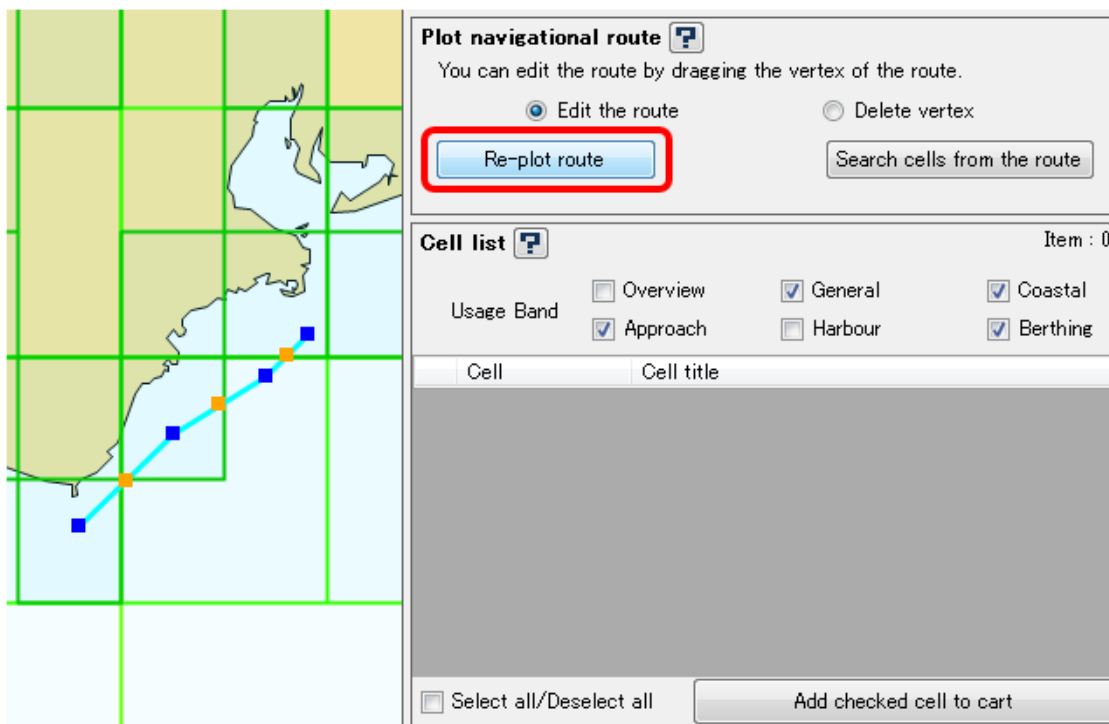 Plot navigational route ?
You can edit the route by dragging the vertex of the route.
Edit the route Delete vertex
Re-plot route Search cells from the route
Cell list ? Item : 0
Usage Band
Overview General Coastal
Approach Harbour Berthing
Cell Cell title
Select all/Deselect all Add checked cell to cart